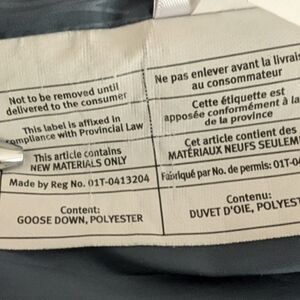 Not to be removed until
delivered to the consumer
This label is affixed in
compliance with Provincial Law
This article contains
NEW MATERIALS ONLY
Made by Reg No. 01T-0413204
Content:
GOOSE DOWN, POLYESTER
Ne pas enlever avant la livrais
au consommateur
Cette étiquette est
apposée conformément à la
de la province
Cet article contient des
MATÉRIAUX NEUFS SEULEM
Fabriqué par No. de permis: 01T-0
Contenu:
DUVET D'OIE, POLYEST